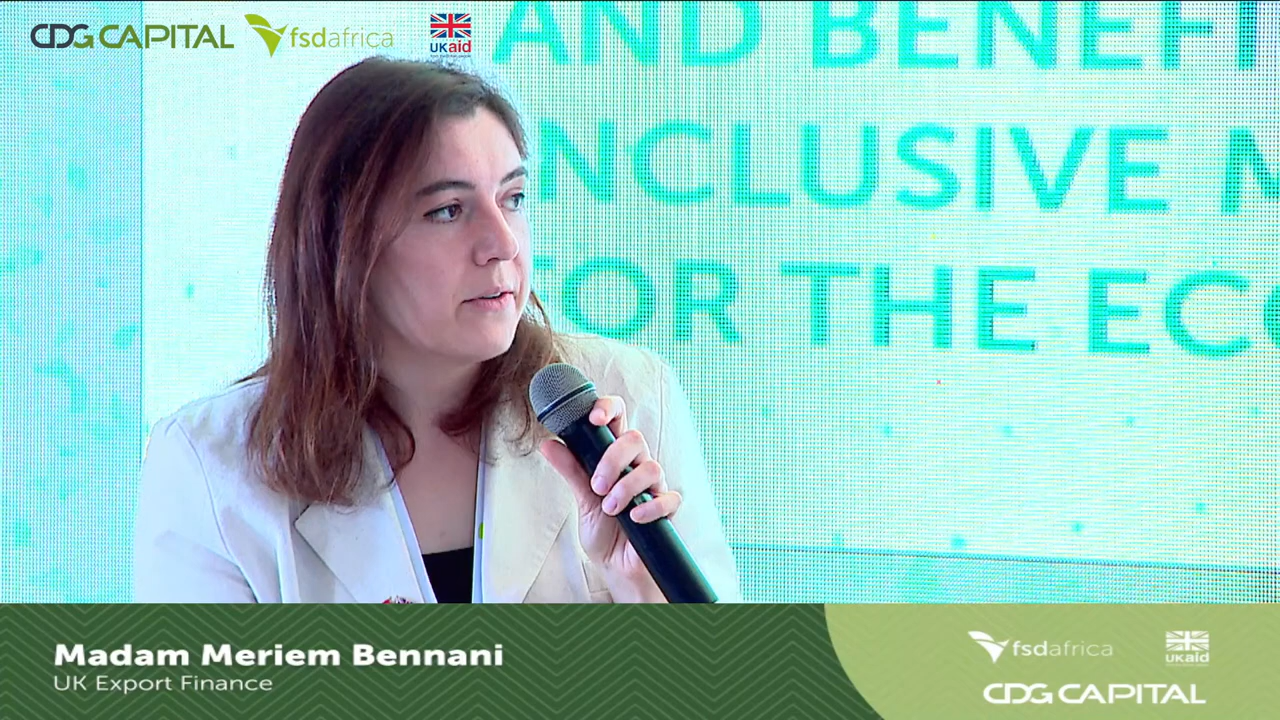 CDG CAPITAL fsdafrica UKaid
AND BENEFI
INCLUSIVE
FOR THE ECO
Madam Meriem Bennani
UK Export Finance
fsdafrica UKaid
CDG CAPITAL